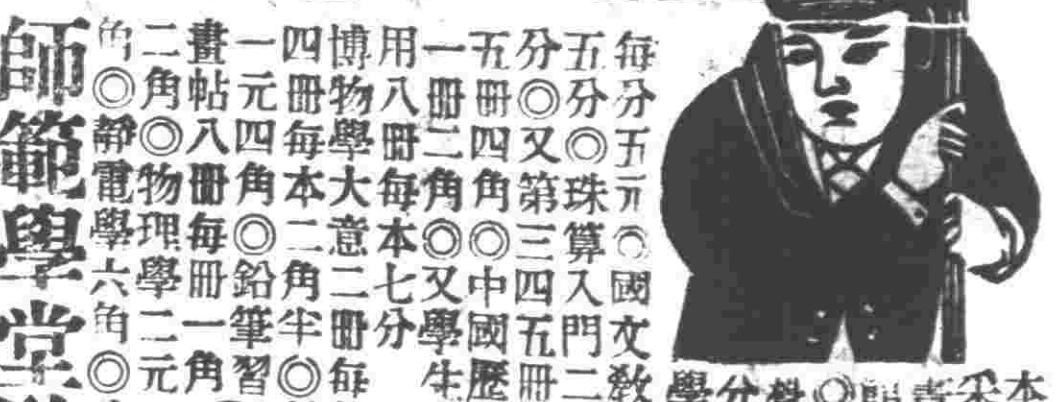 每分五元◎國文教
五分◎珠算入門二
分◎又第三四五冊
五冊四角◎中國歷
一冊二角◎又學生
用八冊每本七分
博物學大意二冊每
四冊每本二角半◎
一元四角◎鉛筆習
畫帖八冊每冊一角
二角◎物理學二元
角◎靜電學六角◎
師範學堂